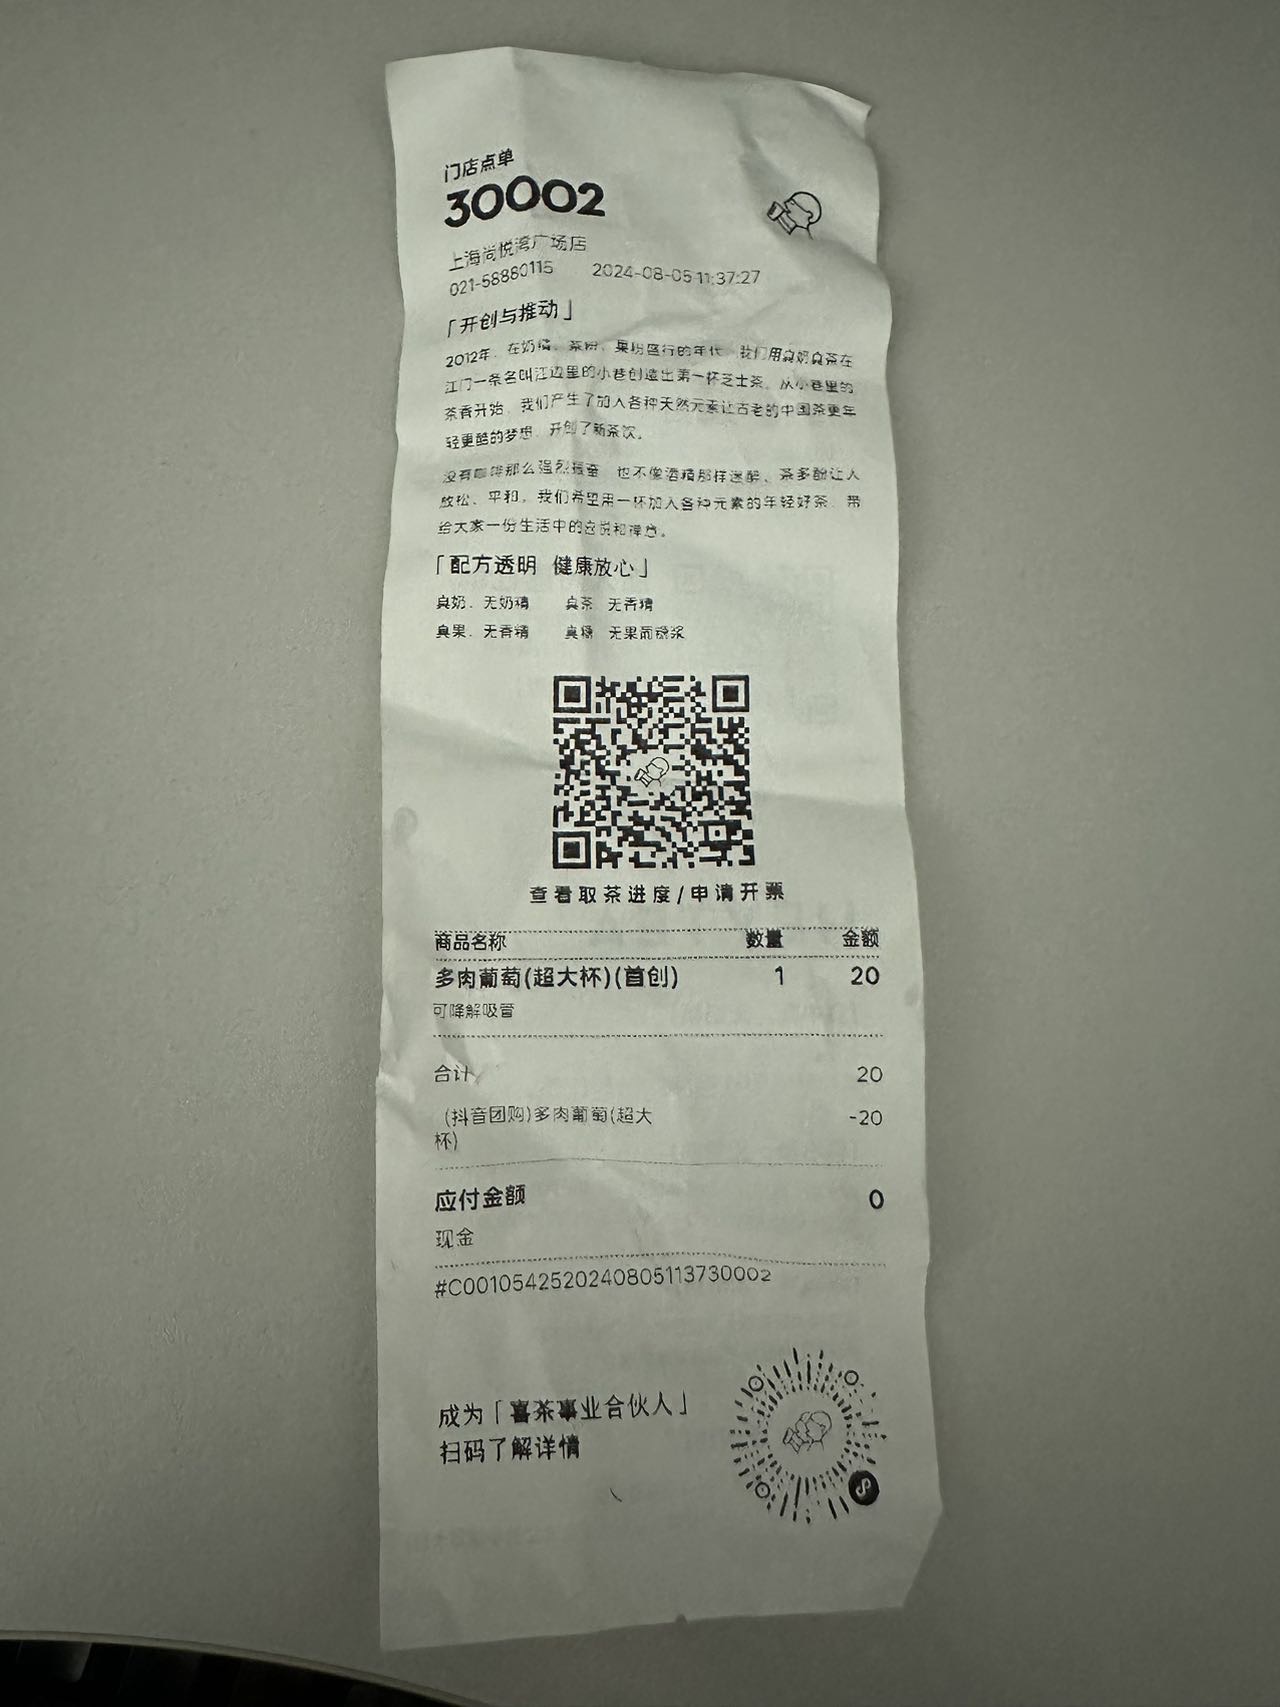 门店点单
30002
上海尚悦湾广场店
021-58880115 2024-08-05 11:37:27
「开创与推动」
2012年，在奶精、茶粉、果粉盛行的年代，我们用真奶真茶在
江门一条名叫江边里的小巷创造出第一杯芝士茶。从小巷里的
茶香开始，我们产生了加入各种天然元素让古老的中国茶更年
轻更酷的梦想，开创了新茶饮。
没有咖啡那么强烈振奋，也不像酒精那样迷醉、茶多酚让人
放松、平和。我们希望用一杯加入各种元素的年轻好茶，带
给大家一份生活中的喜悦和禅意。
「配方透明 健康放心」
真奶，无奶精 真茶，无香精
真果，无香精 真糖，无果葡糖浆
查看取茶进度/申请开票
商品名称 数量 金额
多肉葡萄(超大杯)(首创) 1 20
可降解吸管
合计 20
(抖音团购)多肉葡萄(超大 -20
杯)
应付金额 0
现金
#C0010542520240805113730002
成为「喜茶事业合伙人」
扫码了解详情